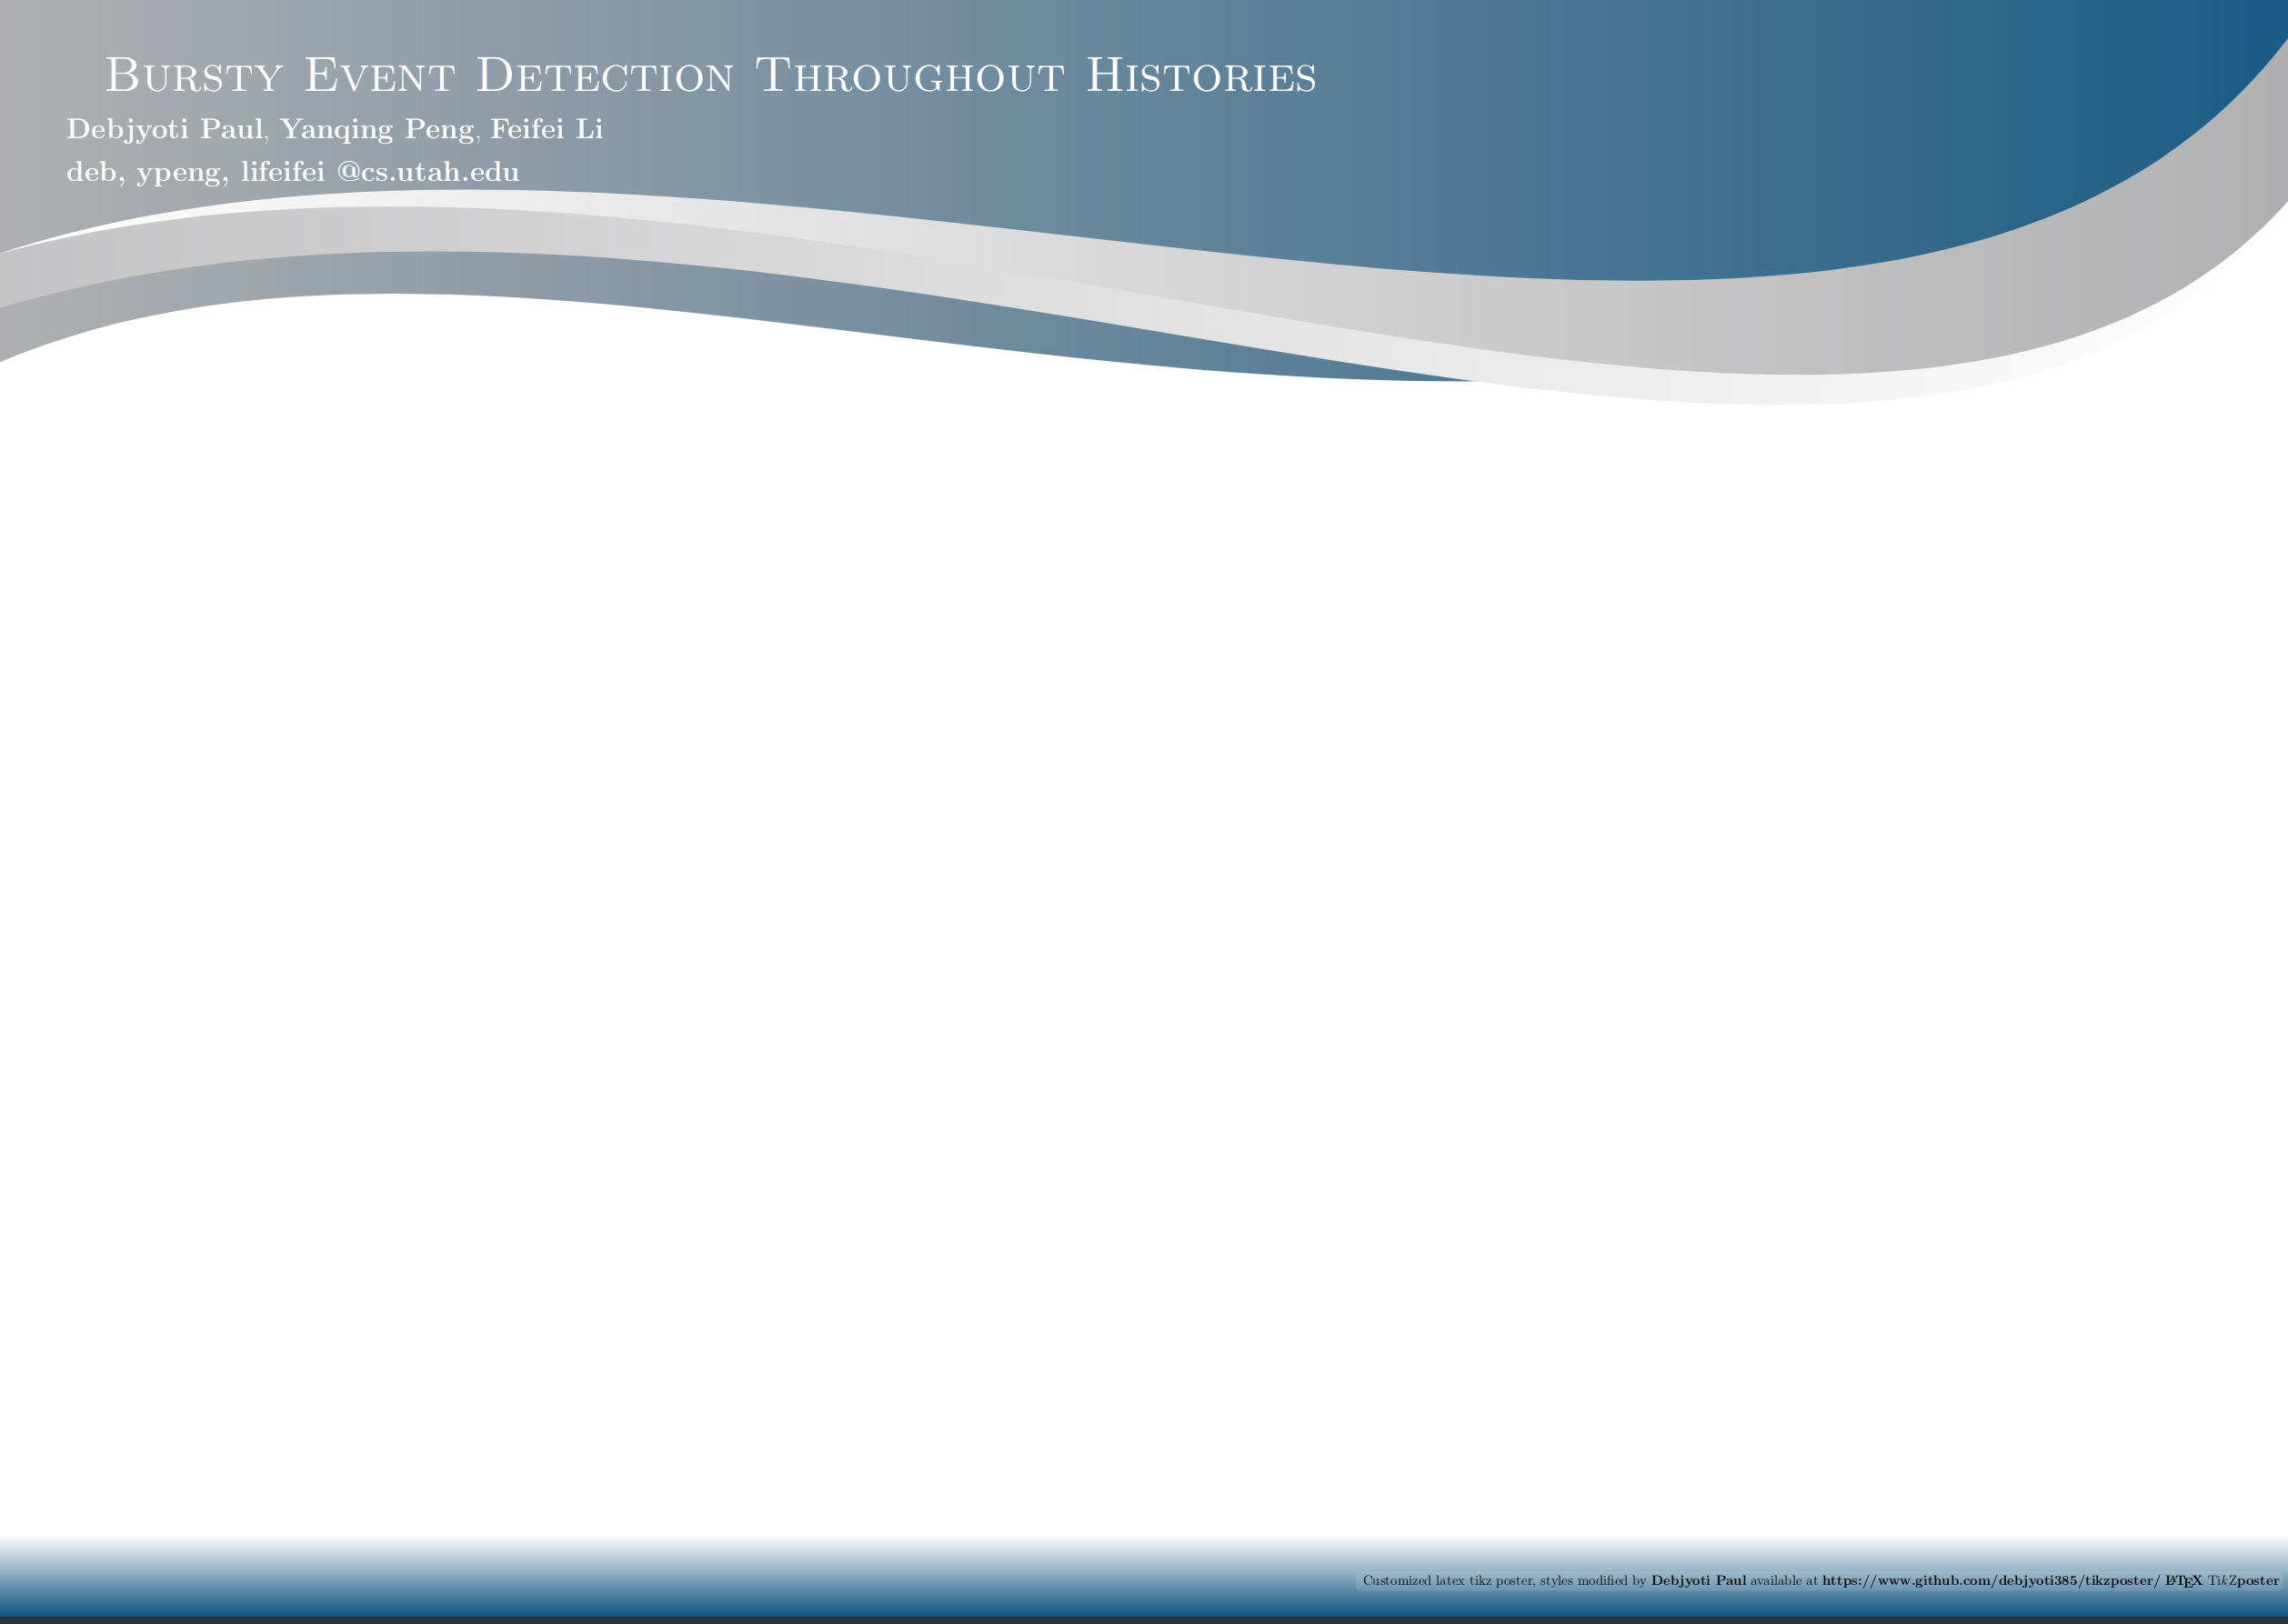 Bursty Event Detection Throughout Histories
Debjyoti Paul, Yanqing Peng, Feifei Li
deb, ypeng, lifeifei @cs.utah.edu
Customized latex tikz poster, styles modified by Debjyoti Paul available at https://www.github.com/debjyoti385/tikzposter/ LATEX TikZposter